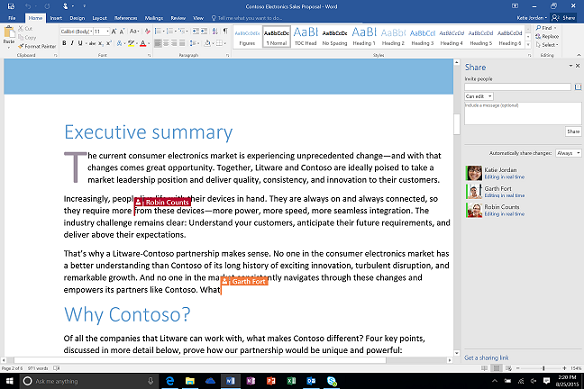 Contoso Electronics Sales Proposal - Word
File Home Insert Design Layout References Mailings Review View Tell me what you want to do... Katie Jordan Share
Cut
Copy
Paste Format Painter
Clipboard Font Paragraph Styles Editing
Calibri (Body) 11
AaBbCcDc AaBbCcDc AaBl AaBbCcDd AaBbCcDd AaBbCcDd
Figures 1 Normal TOC Head Heading 1 Heading 2 Heading 3 Heading 4 Heading 5 Heading 6
Find
Replace
Select
Executive summary
The current consumer electronics market is experiencing unprecedented change—and with that
changes comes great opportunity. Together, Litware and Contoso are ideally poised to take a
market leadership position and deliver quality, consistency, and innovation to their customers.
Increasingly, people their devices in hand. They are always on and always connected, so
Robin Counts
they require more from these devices—more power, more speed, more seamless integration. The
industry challenge remains clear: Understand your customers, anticipate their future requirements, and
deliver above their expectations.
That's why a Litware-Contoso partnership makes sense. No one in the consumer electronics market has
a better understanding than Contoso of its long history of exciting innovation, turbulent disruption, and
remarkable growth. And no one in the market consistently navigates through these changes and
Garth Fort
empowers its partners like Contoso. What
Why Contoso?
Of all the companies that Litware can work with, what makes Contoso different? Four key points,
discussed in more detail below, prove how our partnership would be unique and powerful:
Share
Invite people
Can edit
Include a message (optional)
Share
Automatically share changes: Always
Katie Jordan
Editing in real time
Garth Fort
Editing in real time
Robin Counts
Editing in real time
Get a sharing link
Page 2 of 5 971 words
Ask me anything
2:20 PM
8/25/2015